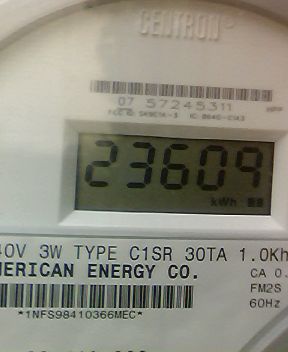 CENTRON®
07 57245311
23609
kWh
40V 3W TYPE C1SR 30TA 1.0Kh
MERICAN ENERGY CO.
CA 0.
FM2S
60Hz
*1NFS98410366MEC*